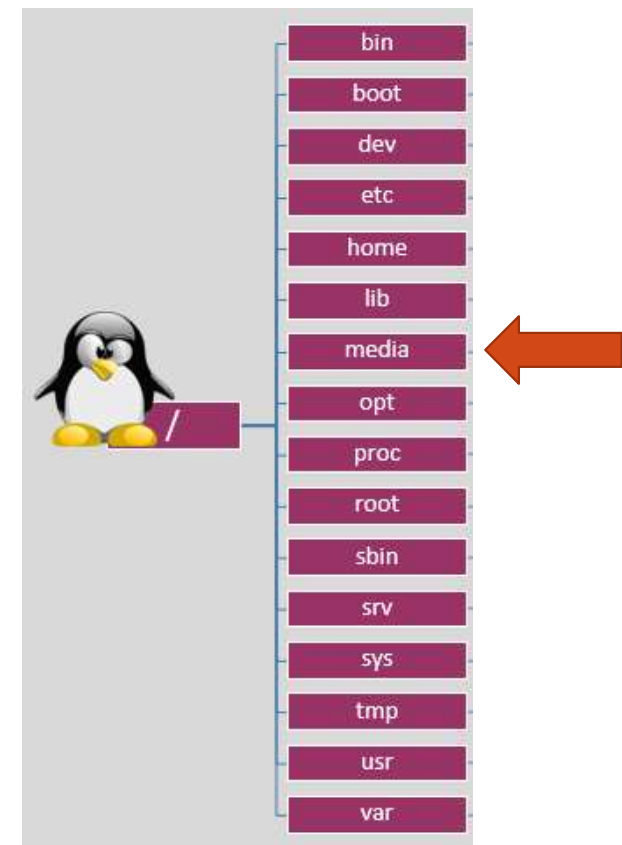 bin
boot
dev
etc
home
lib
media
/
opt
proc
root
sbin
srv
sys
tmp
usr
var